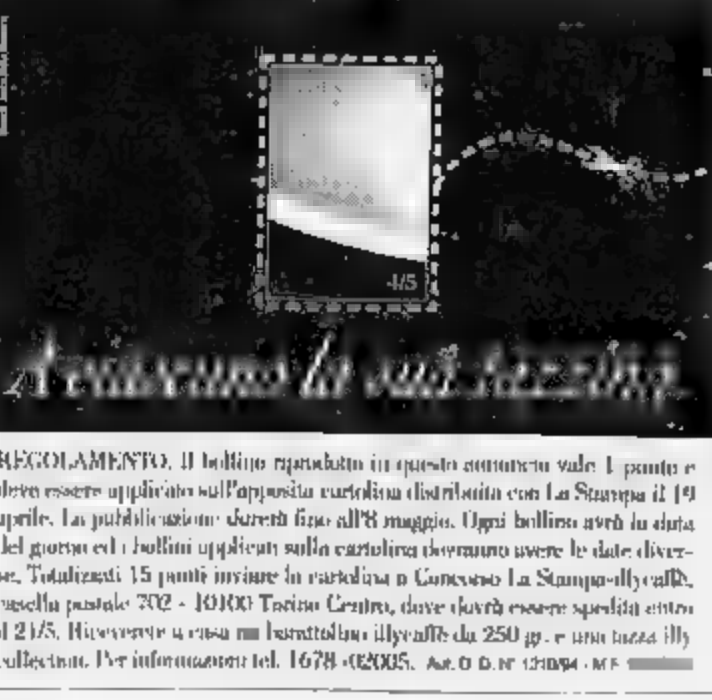 4/5
A ciascuno la sua tazzina.
REGOLAMENTO. Il bollino riprodotto in questo annuncio vale 1 punto e
deve essere applicato sull'apposita cartolina distribuita con La Stampa il 19
aprile. La pubblicazione durerà fino all'8 maggio. Ogni bollino avrà la data
del giorno ed i bollini applicati sulla cartolina dovranno avere le date diver-
se. Totalizzati 15 punti inviare la cartolina a Concorso La Stampa-illycaffè,
casella postale 702 - 10100 Torino Centro, dove dovrà essere spedita entro
il 21/5. Riceverete a casa un barattolino illycaffè da 250 gr. e una tazza illy
collection. Per informazioni tel. 1678-02005.